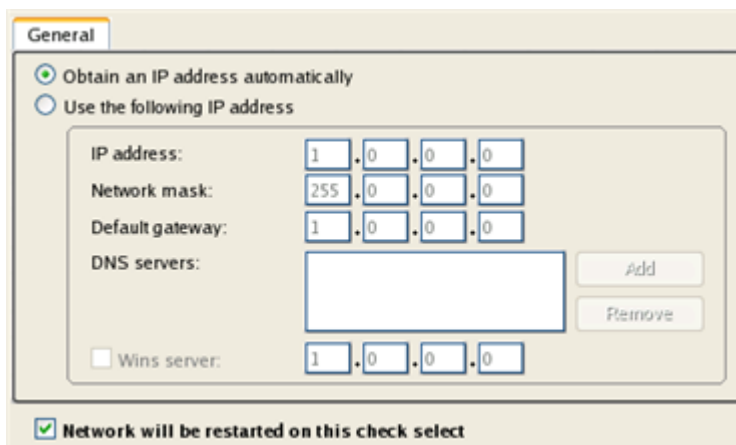 General
Obtain an IP address automatically
Use the following IP address
IP address: 1 . 0 . 0 . 0
Network mask: 255 . 0 . 0 . 0
Default gateway: 1 . 0 . 0 . 0
DNS servers: Add
Remove
Wins server: 1 . 0 . 0 . 0
Network will be restarted on this check select